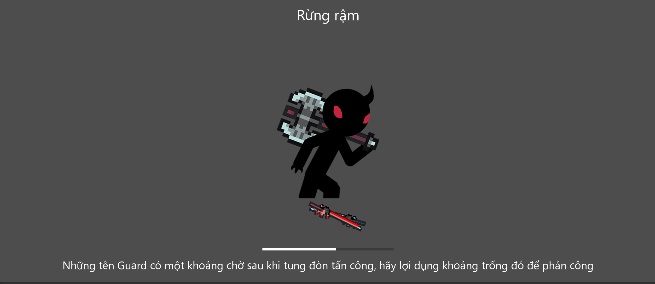 Rừng rậm
Những tên Guard có một khoảng chờ sau khi tung đòn tấn công, hãy lợi dụng khoảng trống đó để phản công